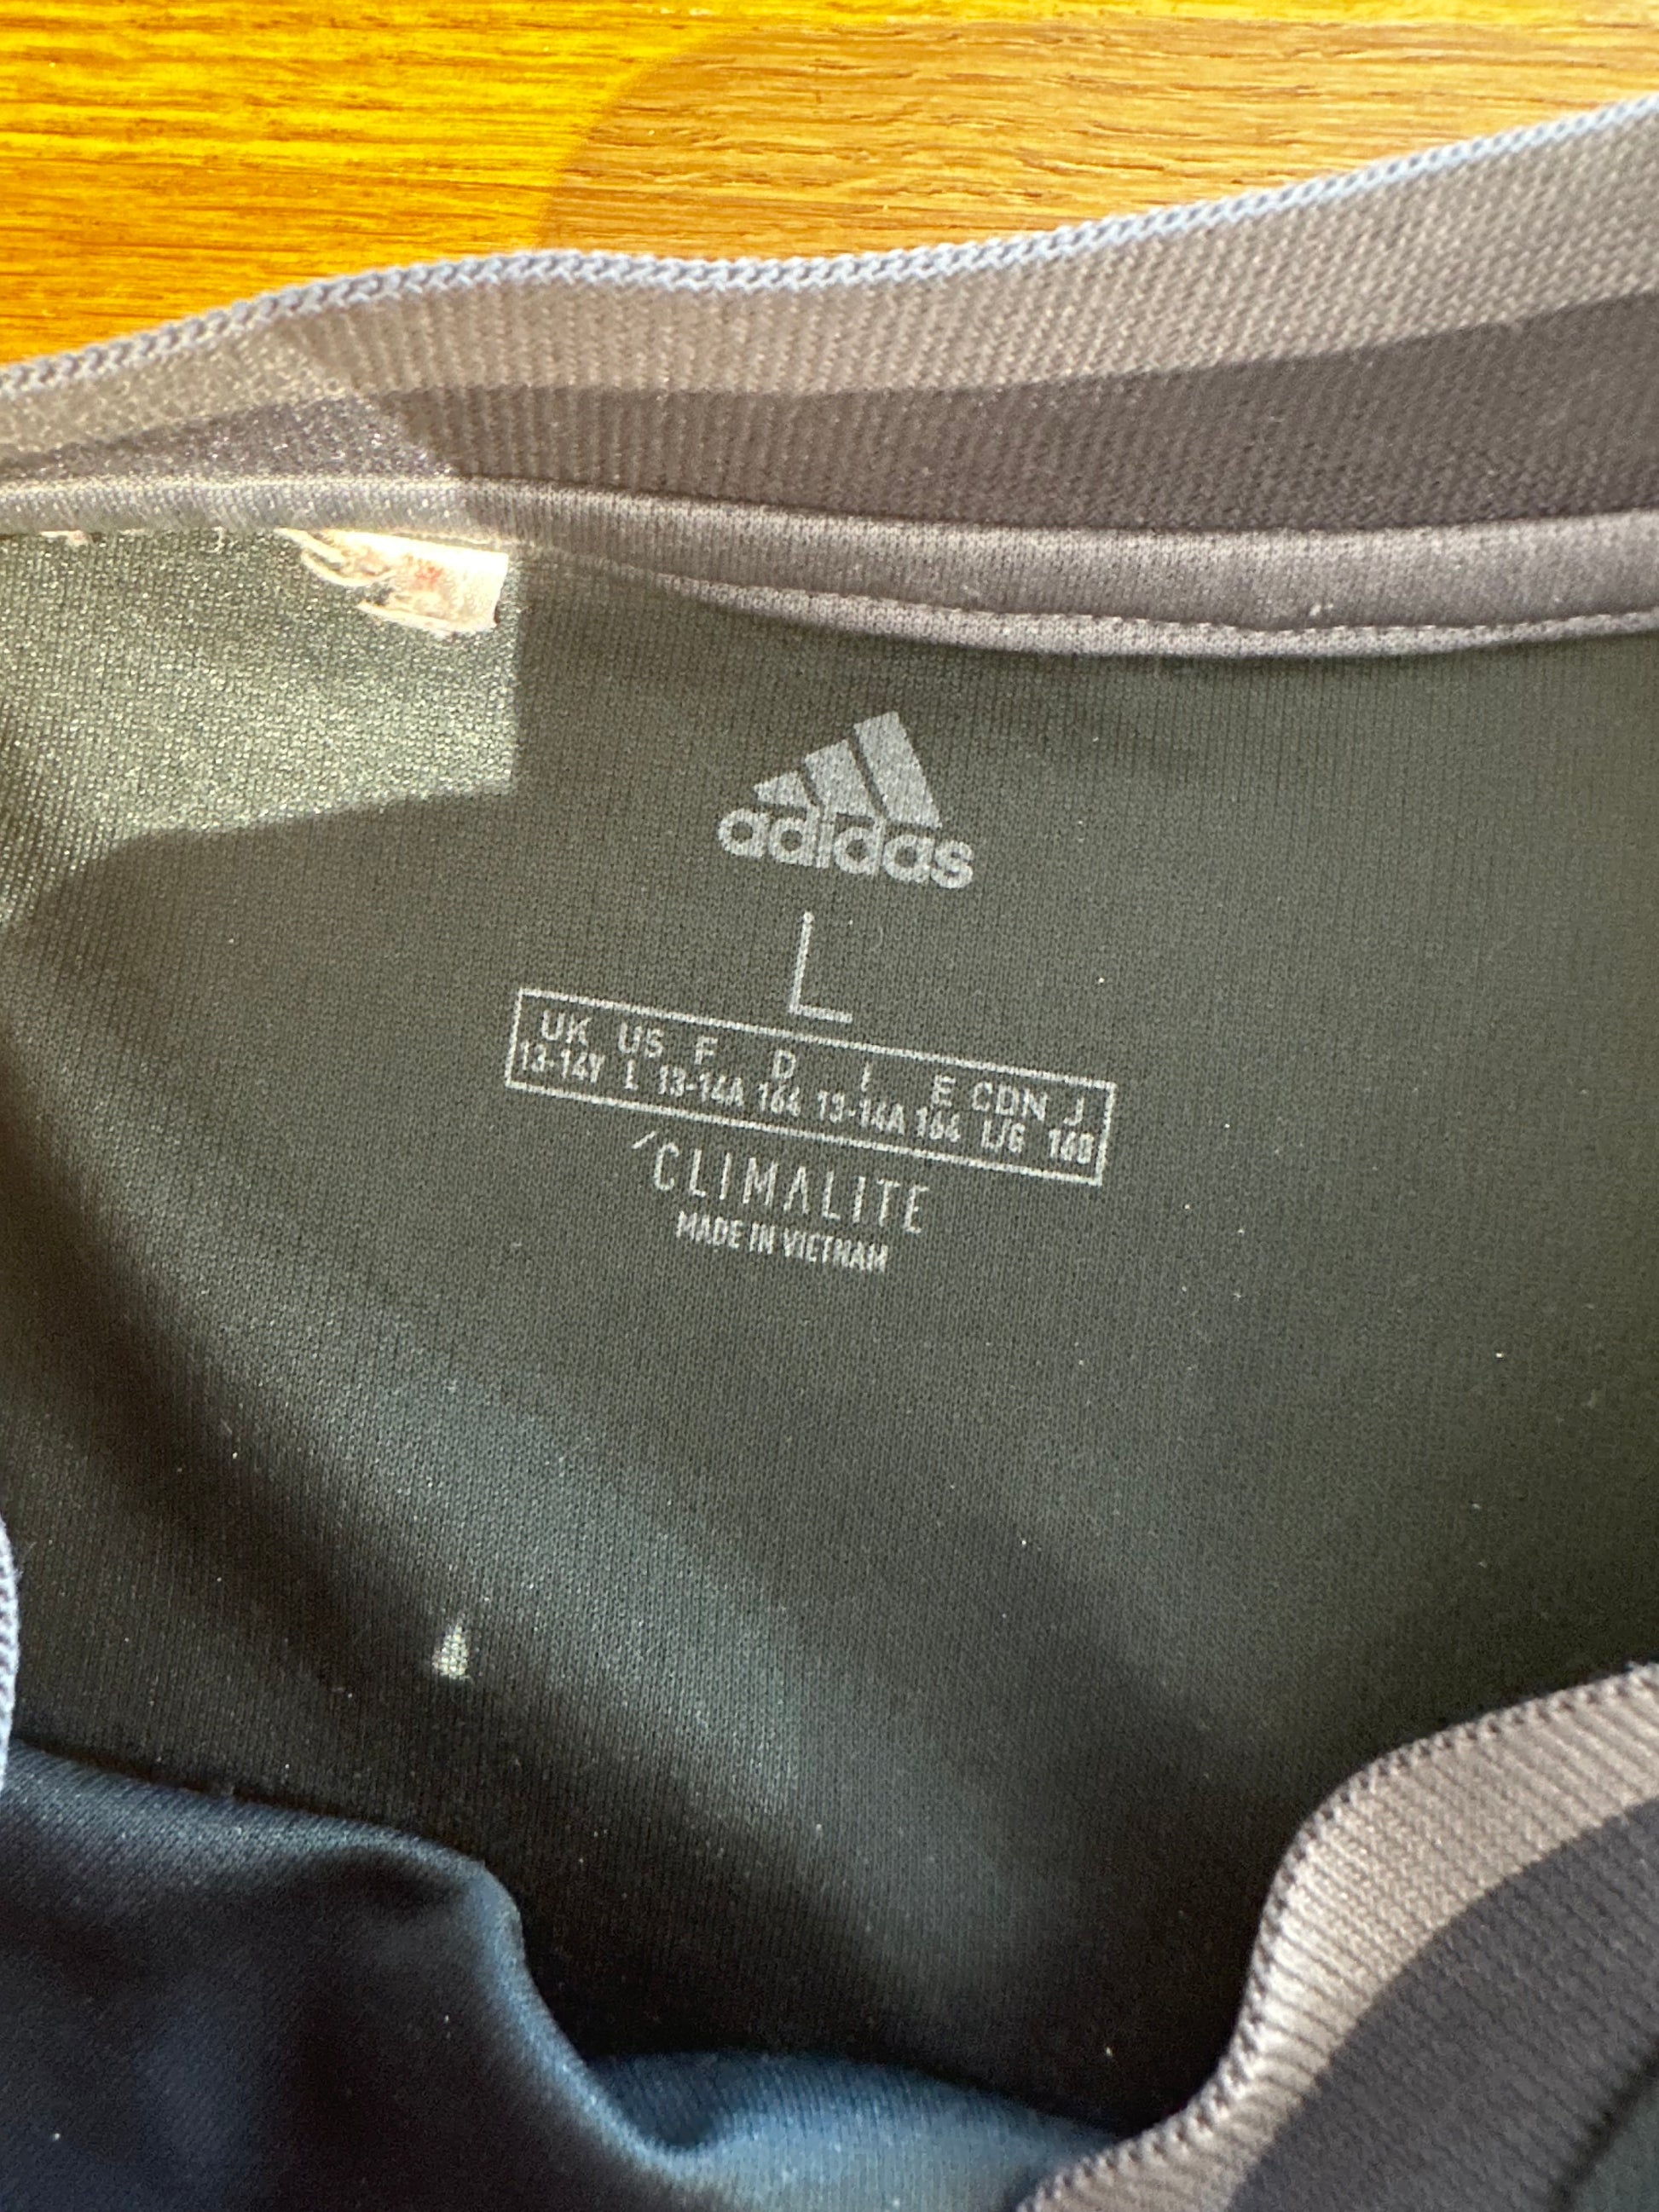 adidas
L
UK US F D I E CDN J
13-14Y L 13-14A 164 13-14A 164 L/G 160
CLIMALITE
MADE IN VIETNAM